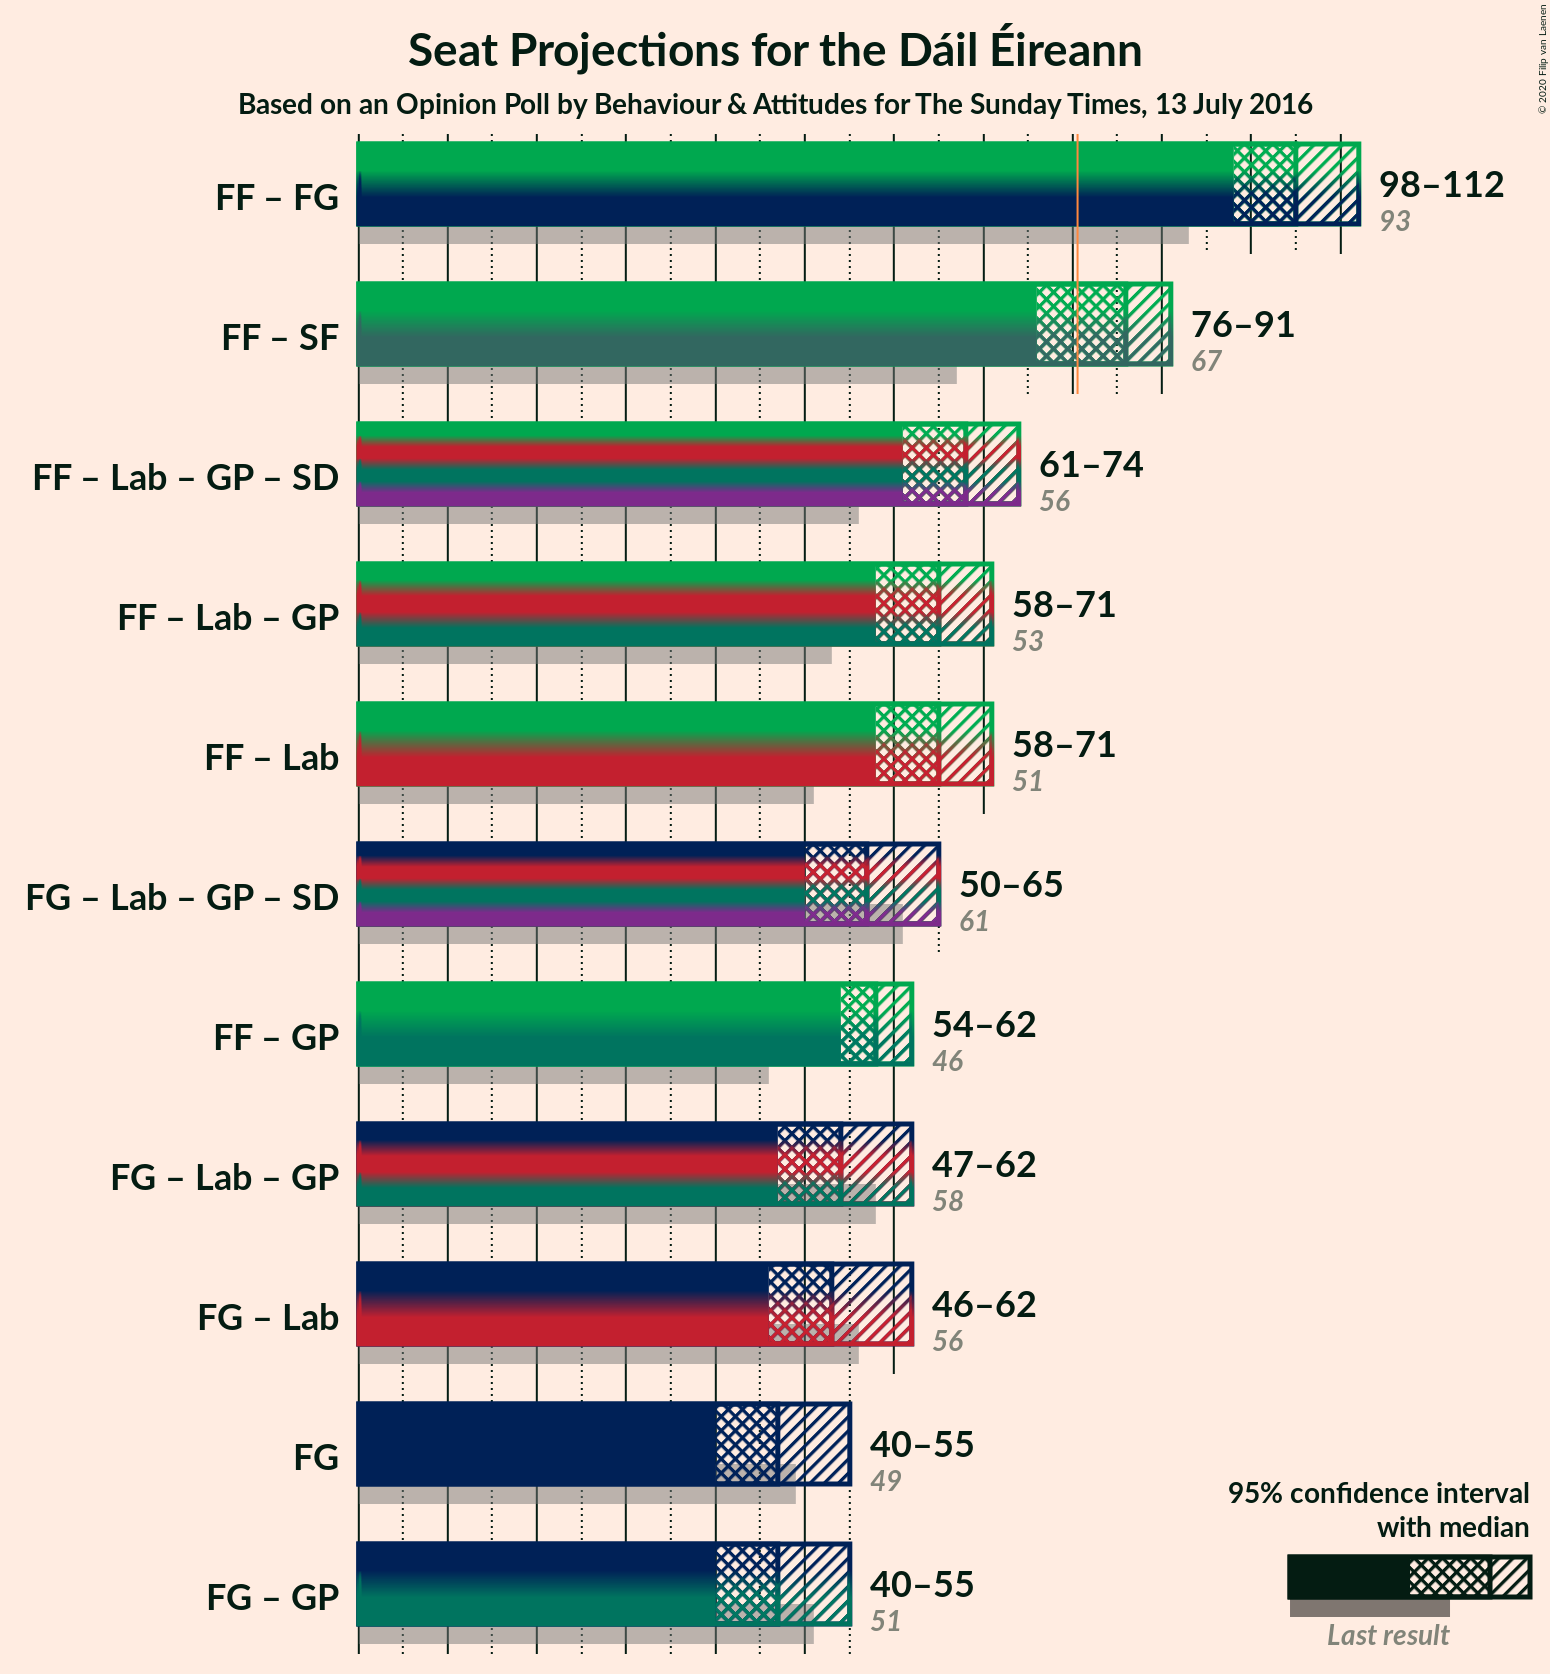 Seat Projections for the Dáil Éireann
Based on an Opinion Poll by Behaviour & Attitudes for The Sunday Times, 13 July 2016
© 2020 Filip van Laenen
FF – FG
98–112
93
FF – SF
76–91
67
FF – Lab – GP – SD
61–74
56
FF – Lab – GP
58–71
53
FF – Lab
58–71
51
FG – Lab – GP – SD
50–65
61
FF – GP
54–62
46
FG – Lab – GP
47–62
58
FG – Lab
46–62
56
FG
40–55
49
FG – GP
40–55
51
95% confidence interval
with median
Last result